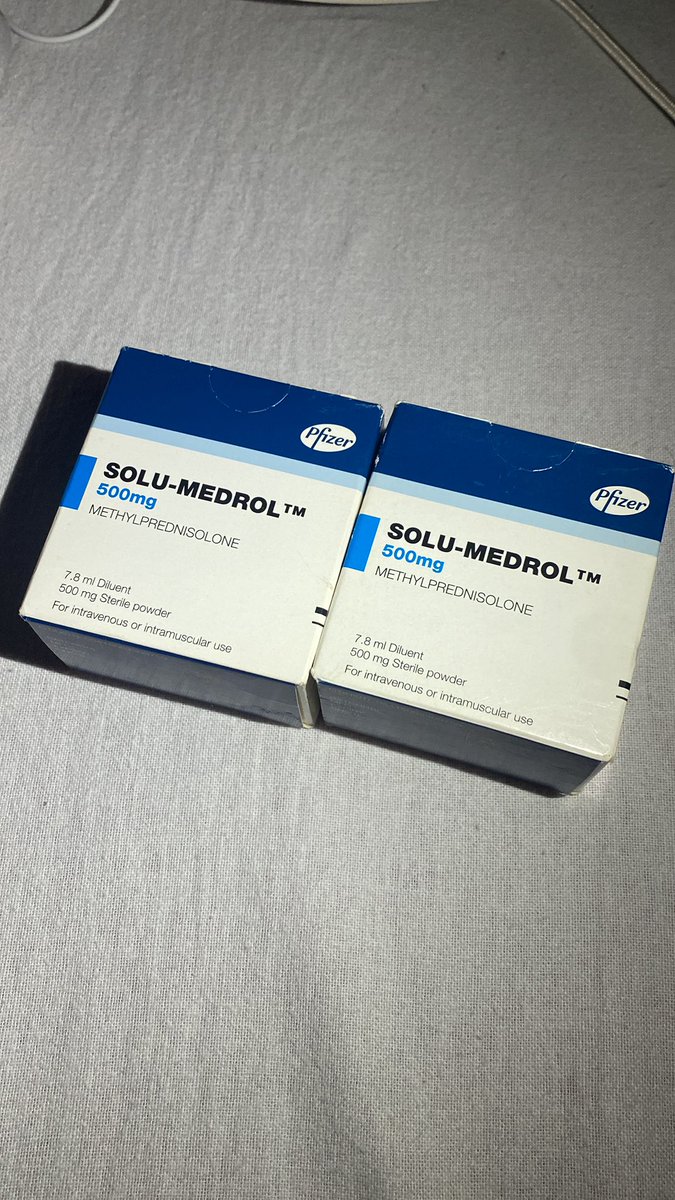 Pfizer
SOLU-MEDROL™
500mg
METHYLPREDNISOLONE
7.8 ml Diluent
500 mg Sterile powder
For intravenous or intramuscular use
Pfizer
SOLU-MEDROL™
500mg
METHYLPREDNISOLONE
7.8 ml Diluent
500 mg Sterile powder
For intravenous or intramuscular use